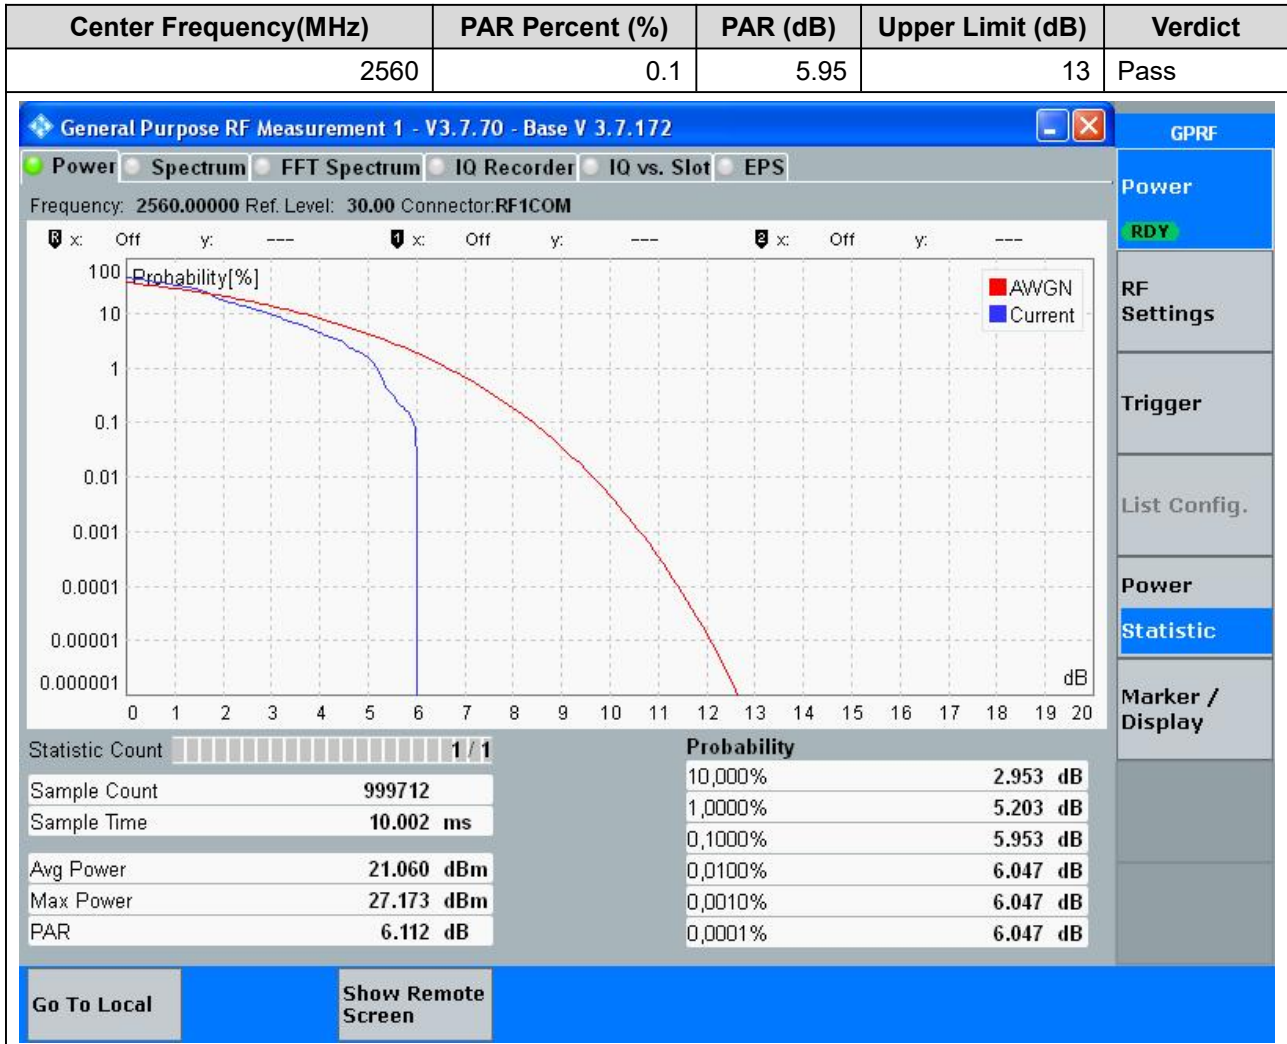 Center Frequency(MHz) PAR Percent (%) PAR (dB) Upper Limit (dB) Verdict
2560 0.1 5.95 13 Pass
General Purpose RF Measurement 1 - V3.7.70 - Base V 3.7.172
GPRF
Power Spectrum FFT Spectrum IQ Recorder IQ vs. Slot EPS
Frequency: 2560.00000 Ref. Level: 30.00 Connector:RF1COM
R x: Off y: --- 1 x: Off y: --- 2 x: Off y: ---
Probability[%]
AWGN
Current
100
10
1
0.1
0.01
0.001
0.0001
0.00001
0.000001
dB
0 1 2 3 4 5 6 7 8 9 10 11 12 13 14 15 16 17 18 19 20
Statistic Count 1 / 1
Sample Count 999712
Sample Time 10.002 ms
Avg Power 21.060 dBm
Max Power 27.173 dBm
PAR 6.112 dB
Probability
10,000% 2.953 dB
1,0000% 5.203 dB
0,1000% 5.953 dB
0,0100% 6.047 dB
0,0010% 6.047 dB
0,0001% 6.047 dB
Power
RDY
RF
Settings
Trigger
List Config.
Power
Statistic
Marker /
Display
Go To Local
Show Remote
Screen